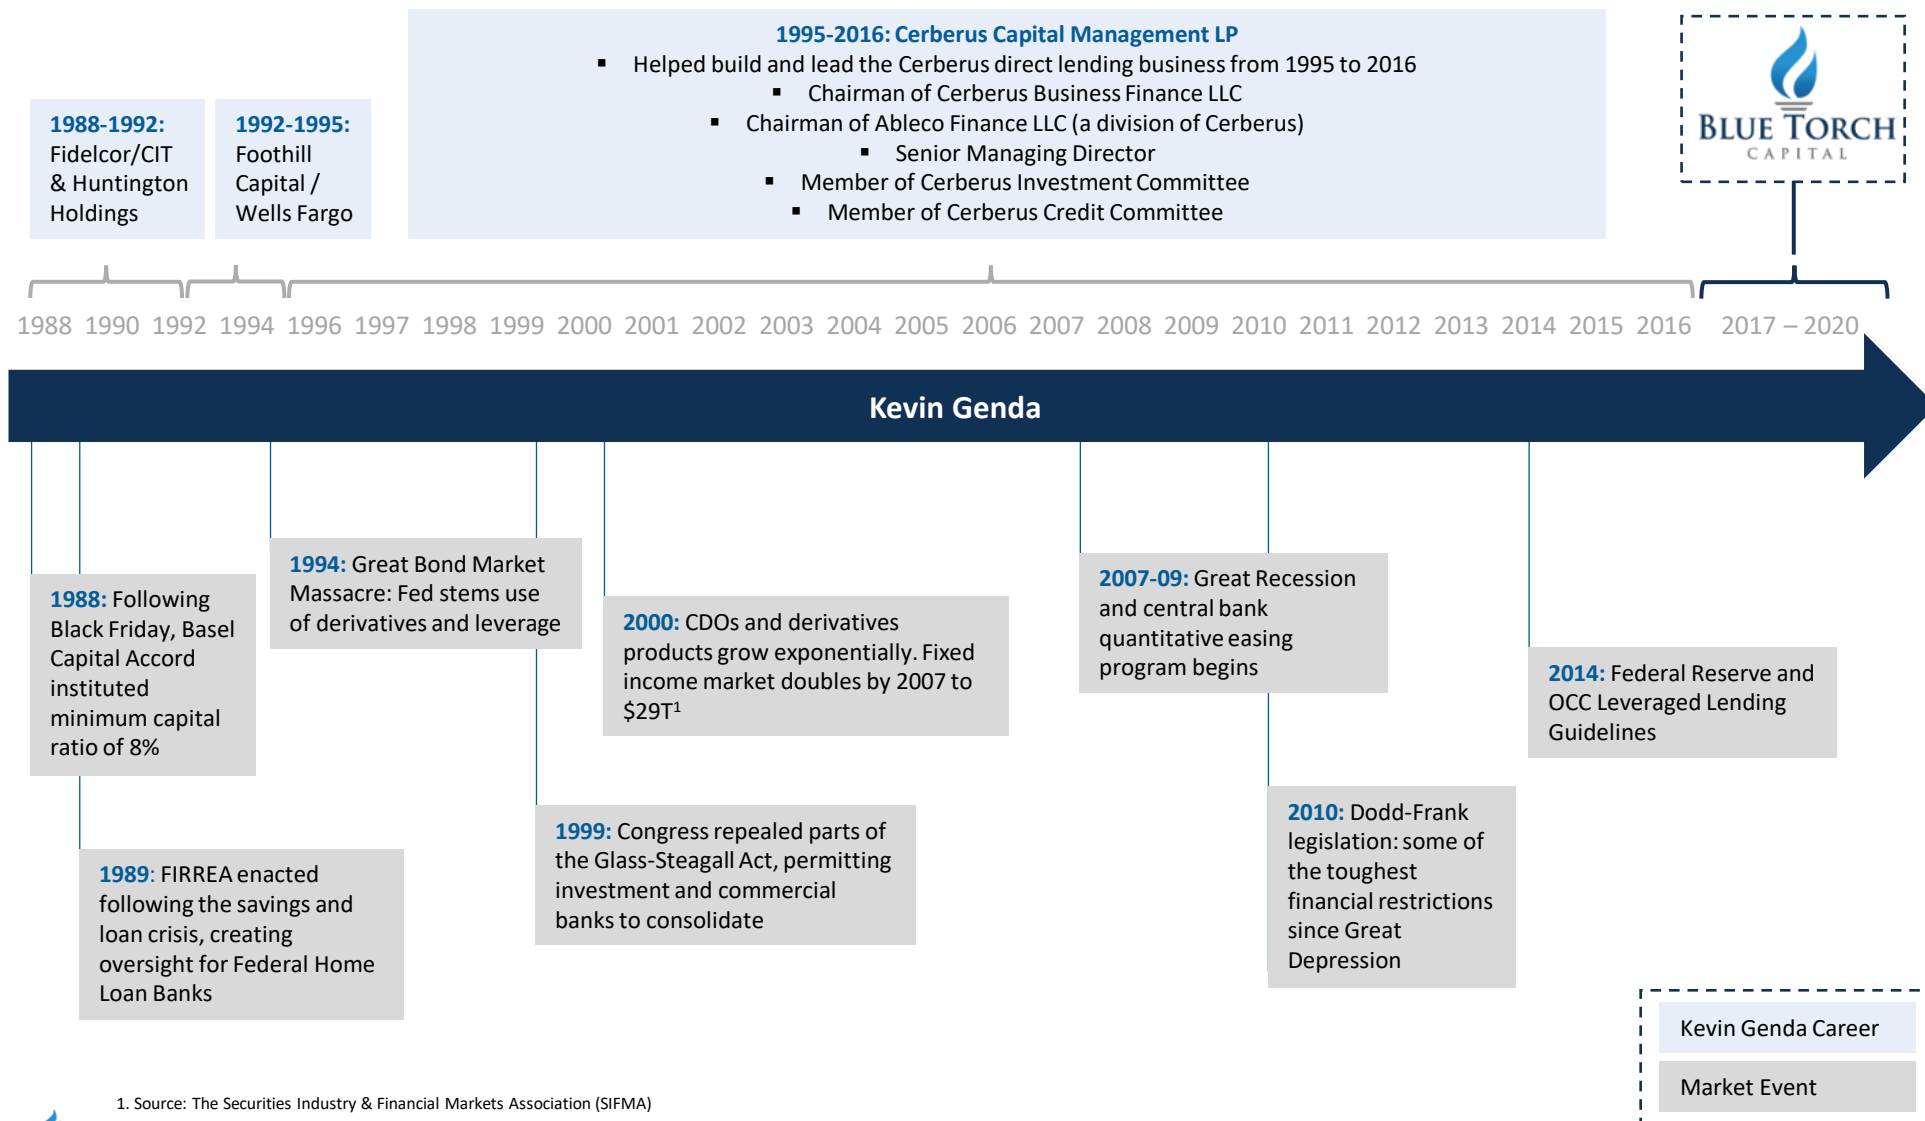 1995-2016: Cerberus Capital Management LP
▪ Helped build and lead the Cerberus direct lending business from 1995 to 2016
▪ Chairman of Cerberus Business Finance LLC
▪ Chairman of Ableco Finance LLC (a division of Cerberus)
▪ Senior Managing Director
▪ Member of Cerberus Investment Committee
▪ Member of Cerberus Credit Committee
1988-1992:
Fidelcor/CIT
& Huntington
Holdings
1992-1995:
Foothill
Capital /
Wells Fargo
BLUE TORCH
CAPITAL
1988 1990 1992 1994 1996 1997 1998 1999 2000 2001 2002 2003 2004 2005 2006 2007 2008 2009 2010 2011 2012 2013 2014 2015 2016 2017 – 2020
Kevin Genda
1988: Following
Black Friday, Basel
Capital Accord
instituted
minimum capital
ratio of 8%
1989: FIRREA enacted
following the savings and
loan crisis, creating
oversight for Federal Home
Loan Banks
1994: Great Bond Market
Massacre: Fed stems use
of derivatives and leverage
1999: Congress repealed parts of
the Glass-Steagall Act, permitting
investment and commercial
banks to consolidate
2000: CDOs and derivatives
products grow exponentially. Fixed
income market doubles by 2007 to
$29T1
2007-09: Great Recession
and central bank
quantitative easing
program begins
2010: Dodd-Frank
legislation: some of
the toughest
financial restrictions
since Great
Depression
2014: Federal Reserve and
OCC Leveraged Lending
Guidelines
Kevin Genda Career
Market Event
1. Source: The Securities Industry & Financial Markets Association (SIFMA)